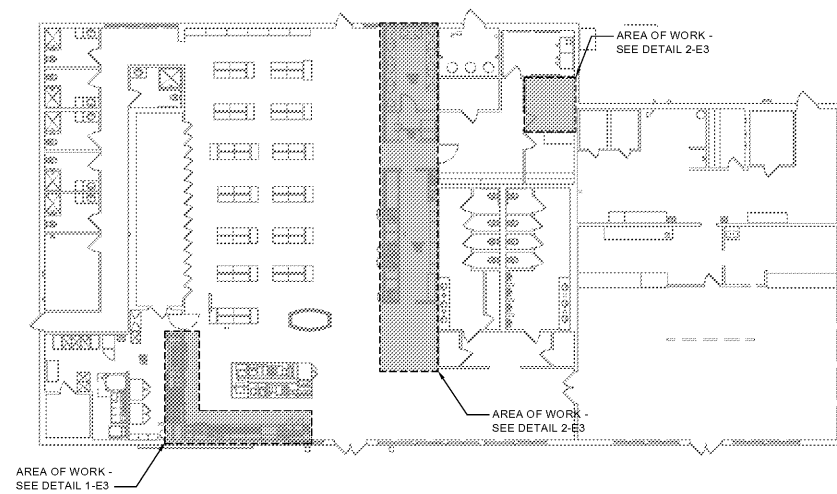 AREA OF WORK -
SEE DETAIL 2-E3
AREA OF WORK -
SEE DETAIL 2-E3
AREA OF WORK -
SEE DETAIL 1-E3